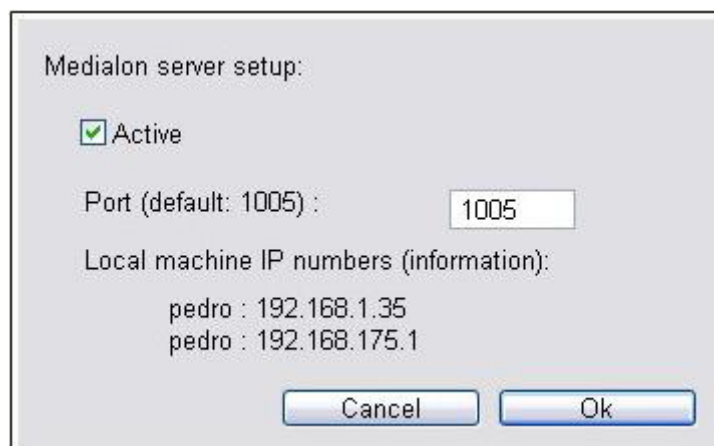 Medialon server setup:
Active
Port (default: 1005) :
1005
Local machine IP numbers (information):
pedro : 192.168.1.35
pedro : 192.168.175.1
Cancel
Ok